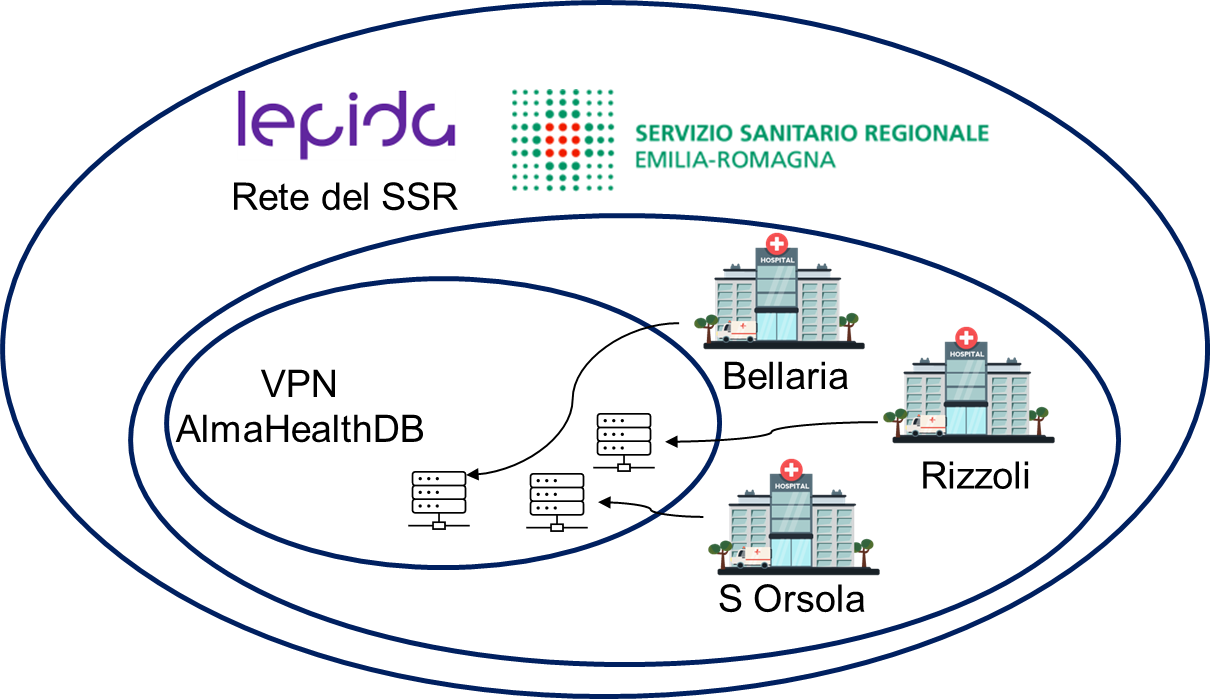 lepida
SERVIZIO SANITARIO REGIONALE
EMILIA-ROMAGNA
Rete del SSR
HOSPITAL
Bellaria
HOSPITAL
Rizzoli
VPN
AlmaHealthDB
HOSPITAL
S Orsola